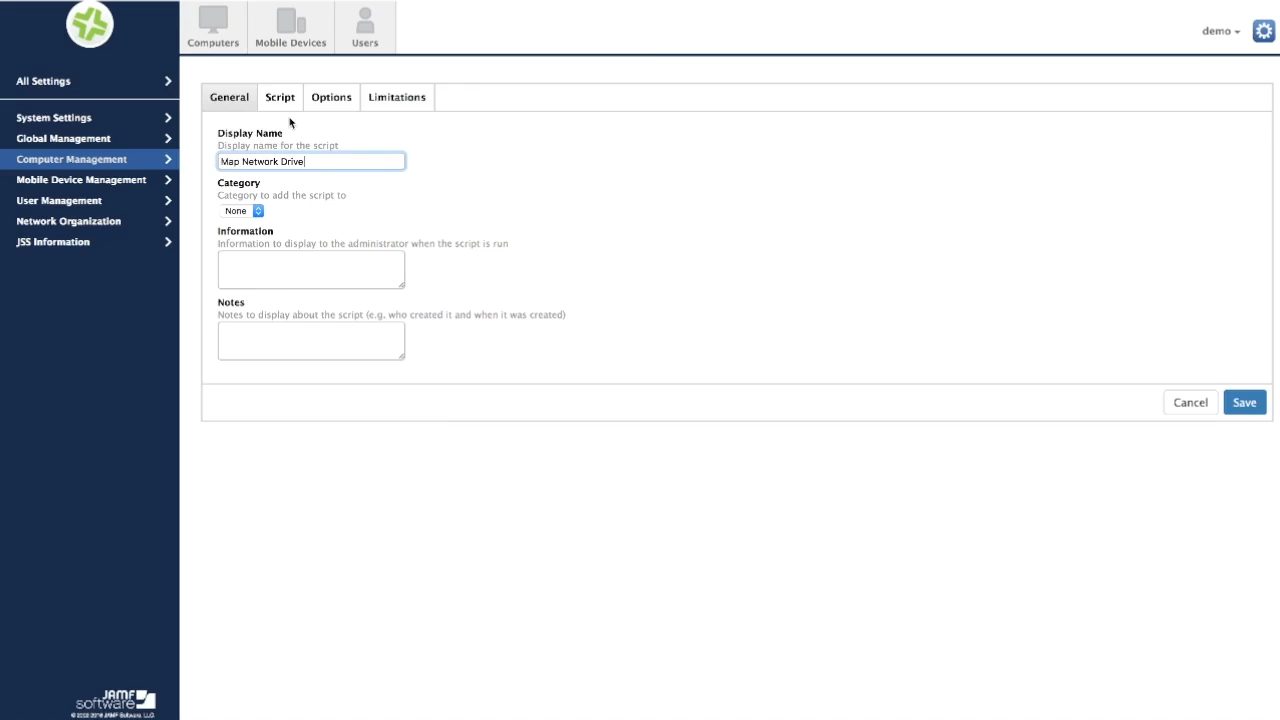 Computers
Mobile Devices
Users
demo
All Settings
System Settings
Global Management
Computer Management
Mobile Device Management
User Management
Network Organization
JSS Information
General
Script
Options
Limitations
Display Name
Display name for the script
Map Network Drive
Category
Category to add the script to
None
Information
Information to display to the administrator when the script is run
Notes
Notes to display about the script (e.g. who created it and when it was created)
Cancel
Save
JAMF
software